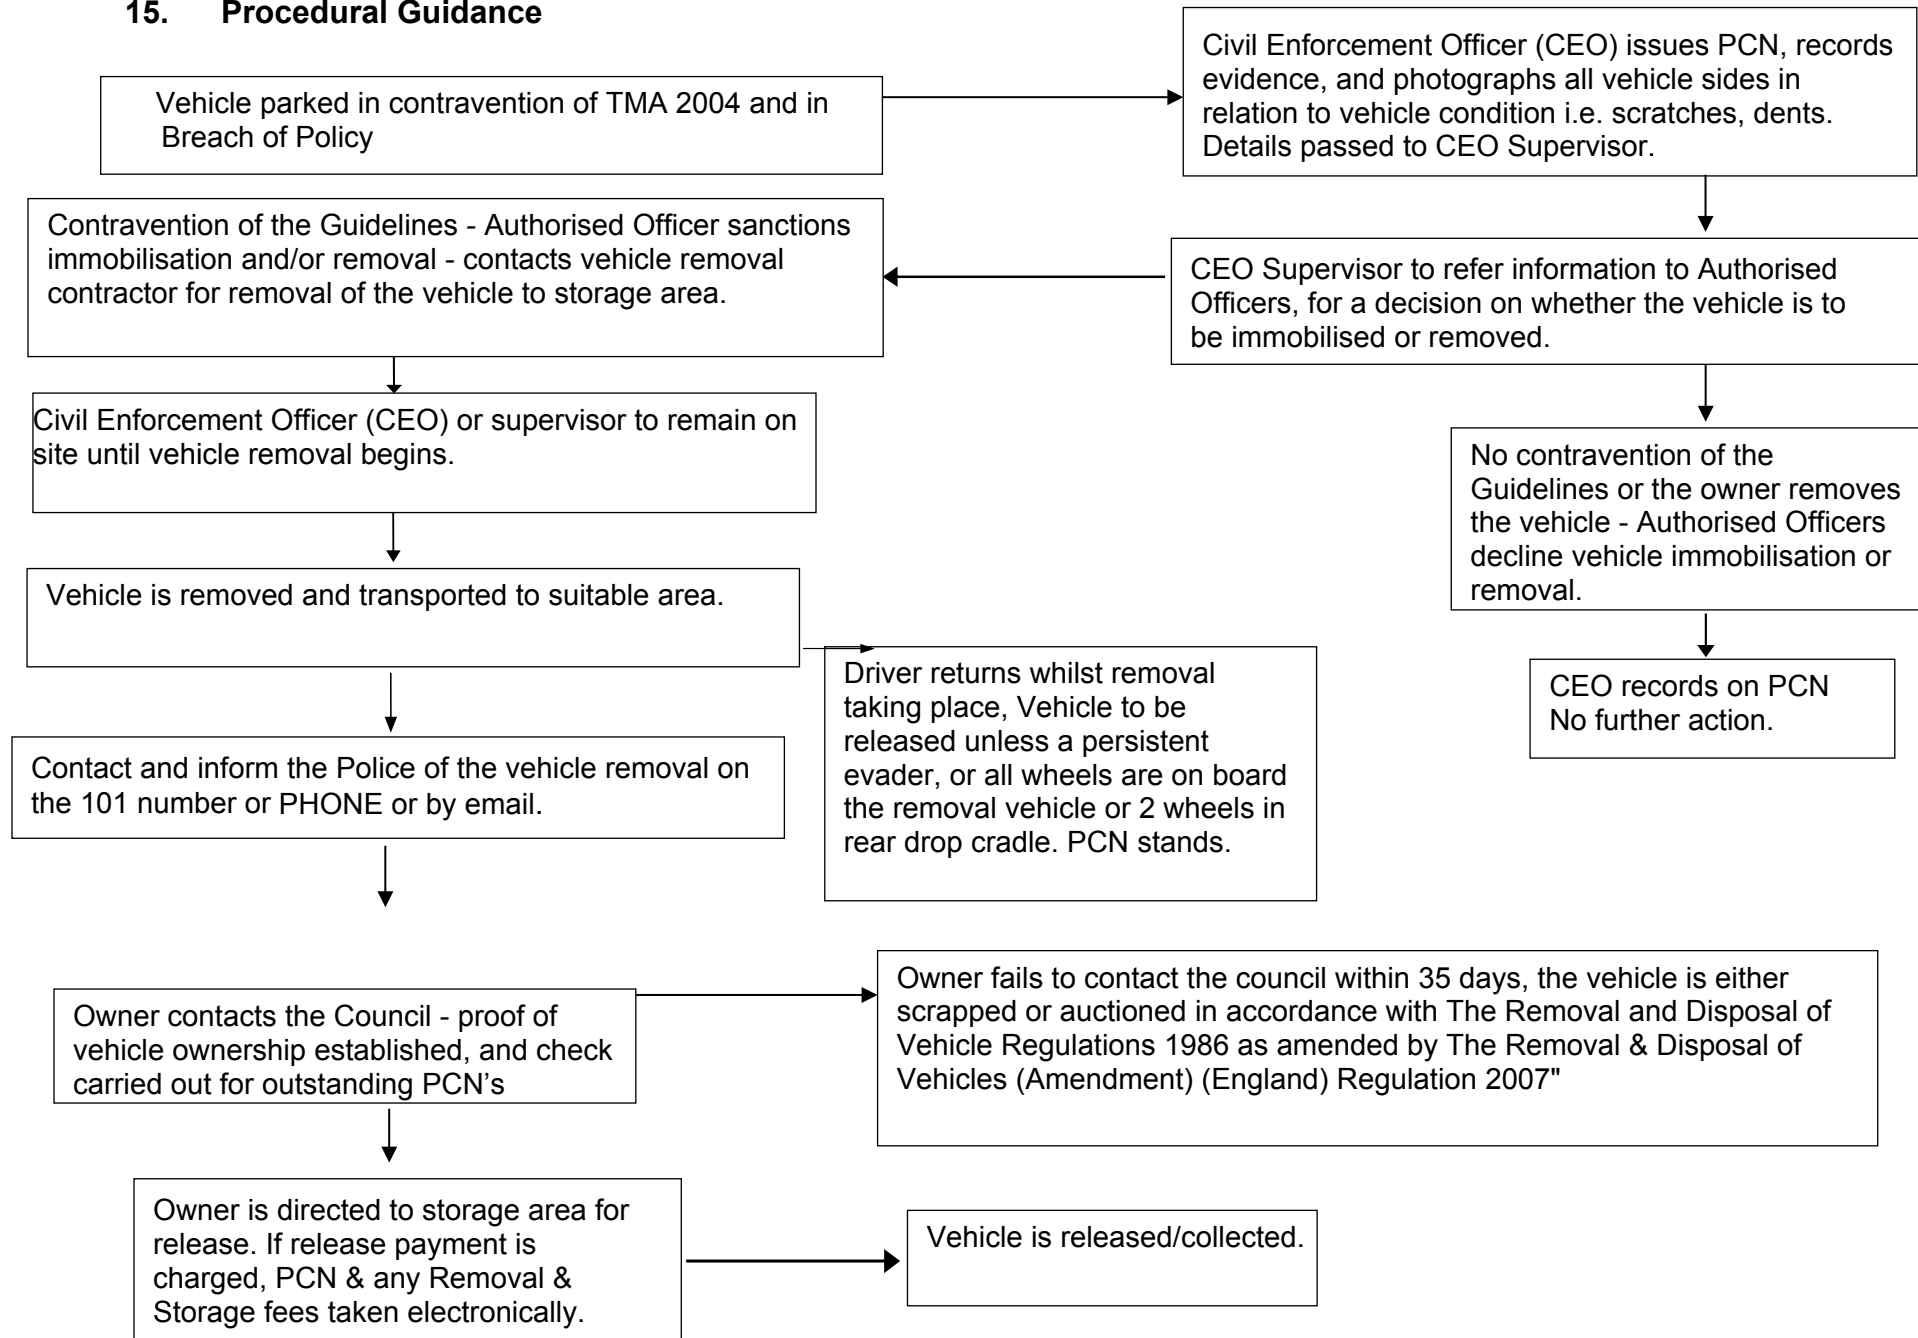 15. Procedural Guidance
Vehicle parked in contravention of TMA 2004 and in
Breach of Policy
Civil Enforcement Officer (CEO) issues PCN, records
evidence, and photographs all vehicle sides in
relation to vehicle condition i.e. scratches, dents.
Details passed to CEO Supervisor.
Contravention of the Guidelines - Authorised Officer sanctions
immobilisation and/or removal - contacts vehicle removal
contractor for removal of the vehicle to storage area.
CEO Supervisor to refer information to Authorised
Officers, for a decision on whether the vehicle is to
be immobilised or removed.
Civil Enforcement Officer (CEO) or supervisor to remain on
site until vehicle removal begins.
No contravention of the
Guidelines or the owner removes
the vehicle - Authorised Officers
decline vehicle immobilisation or
removal.
Vehicle is removed and transported to suitable area.
Driver returns whilst removal
taking place, Vehicle to be
released unless a persistent
evader, or all wheels are on board
the removal vehicle or 2 wheels in
rear drop cradle. PCN stands.
CEO records on PCN
No further action.
Contact and inform the Police of the vehicle removal on
the 101 number or PHONE or by email.
Owner contacts the Council - proof of
vehicle ownership established, and check
carried out for outstanding PCN’s
Owner fails to contact the council within 35 days, the vehicle is either
scrapped or auctioned in accordance with The Removal and Disposal of
Vehicle Regulations 1986 as amended by The Removal & Disposal of
Vehicles (Amendment) (England) Regulation 2007"
Owner is directed to storage area for
release. If release payment is
charged, PCN & any Removal &
Storage fees taken electronically.
Vehicle is released/collected.